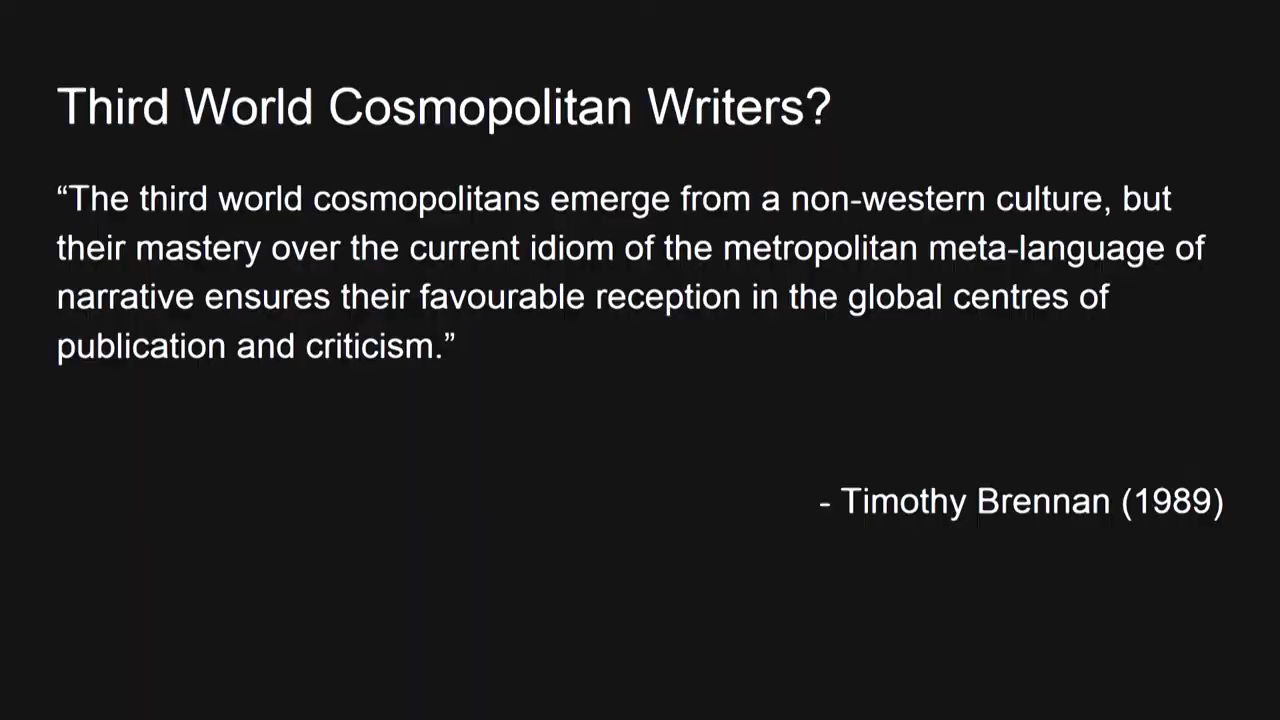 Third World Cosmopolitan Writers?
“The third world cosmopolitans emerge from a non-western culture, but
their mastery over the current idiom of the metropolitan meta-language of
narrative ensures their favourable reception in the global centres of
publication and criticism.”
- Timothy Brennan (1989)